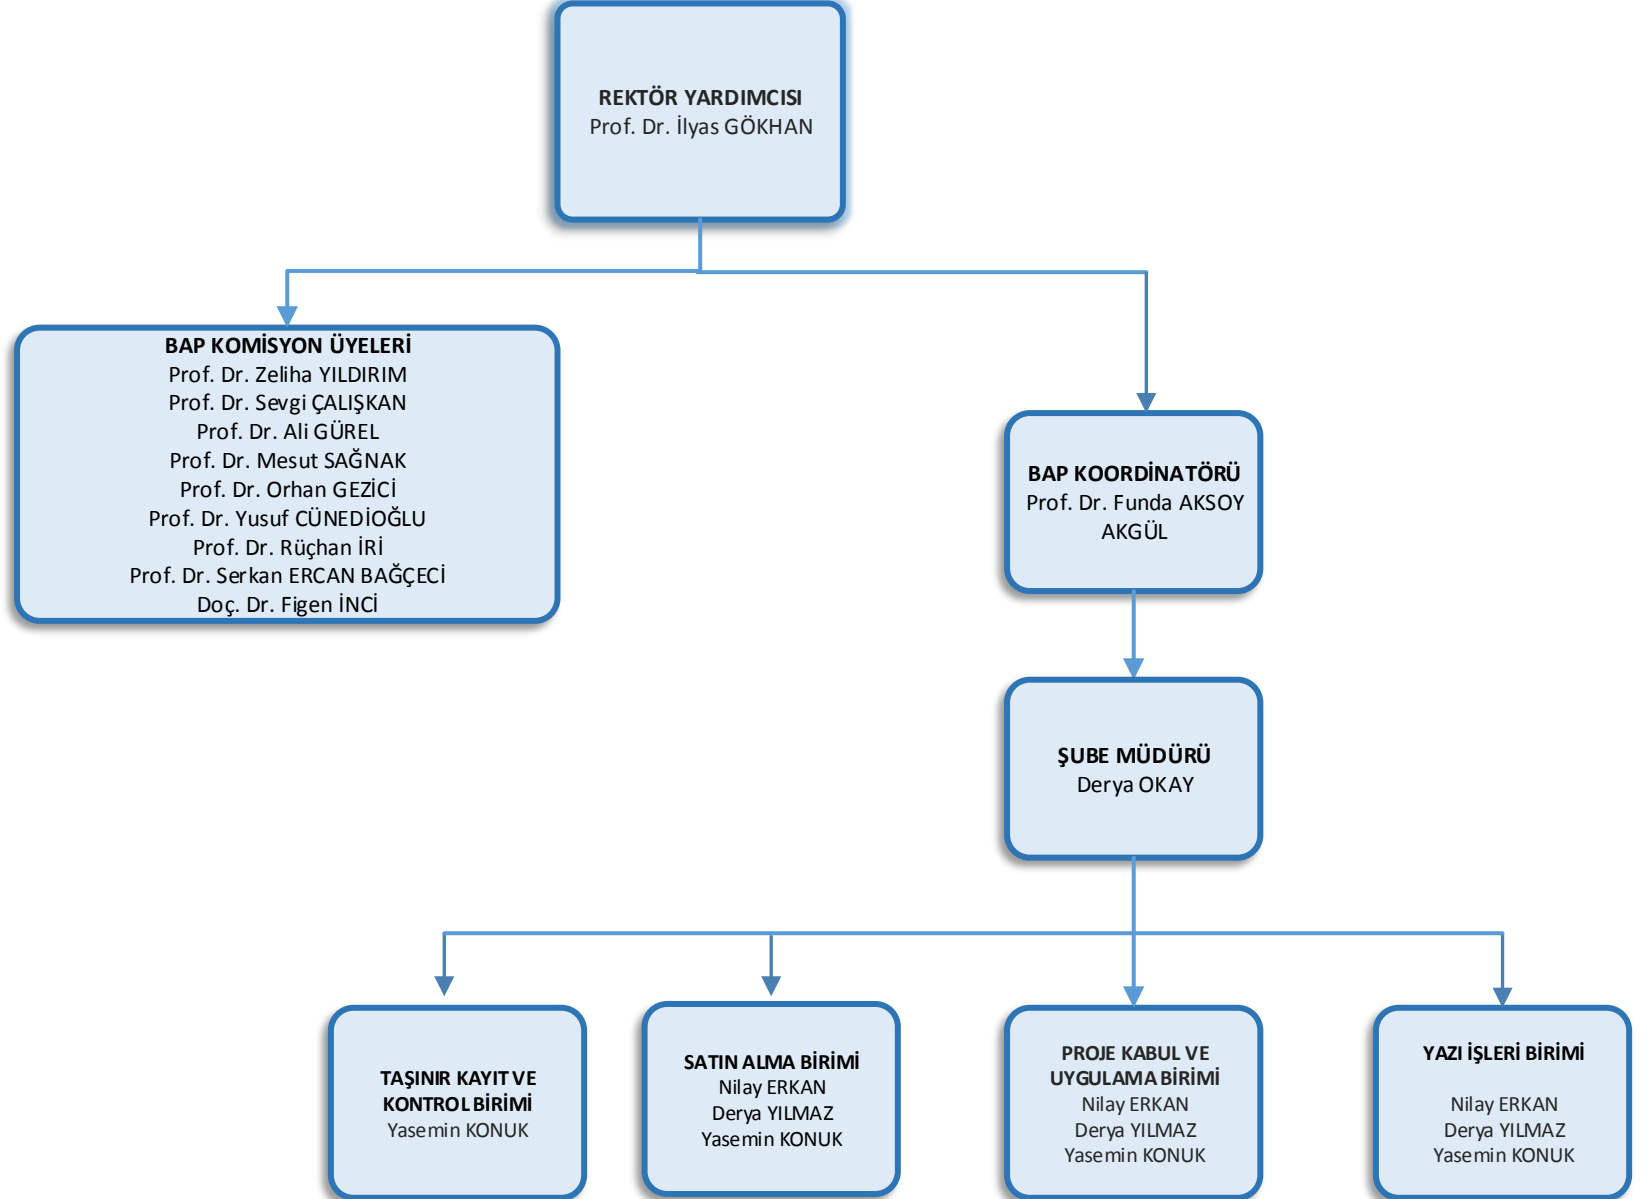 REKTÖR YARDIMCISI
Prof. Dr. İlyas GÖKHAN
BAP KOMİSYON ÜYELERİ
Prof. Dr. Zeliha YILDIRIM
Prof. Dr. Sevgi ÇALIŞKAN
Prof. Dr. Ali GÜREL
Prof. Dr. Mesut SAĞNAK
Prof. Dr. Orhan GEZİCİ
Prof. Dr. Yusuf CÜNEDİOĞLU
Prof. Dr. Rüçhan İRİ
Prof. Dr. Serkan ERCAN BAĞÇECİ
Doç. Dr. Figen İNCİ
BAP KOORDİNATÖRÜ
Prof. Dr. Funda AKSOY
AKGÜL
ŞUBE MÜDÜRÜ
Derya OKAY
TAŞINIR KAYIT VE
KONTROL BİRİMİ
Yasemin KONUK
SATIN ALMA BİRİMİ
Nilay ERKAN
Derya YILMAZ
Yasemin KONUK
PROJE KABUL VE
UYGULAMA BİRİMİ
Nilay ERKAN
Derya YILMAZ
Yasemin KONUK
YAZI İŞLERİ BİRİMİ
Nilay ERKAN
Derya YILMAZ
Yasemin KONUK